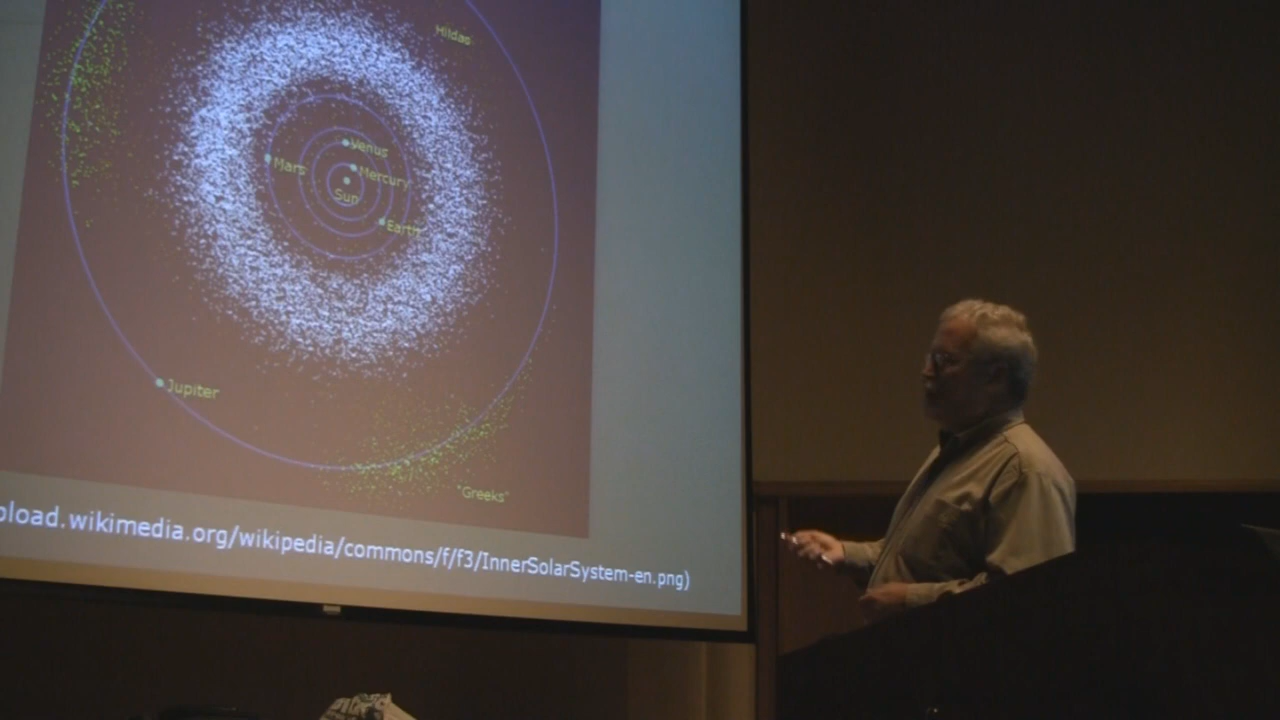 Hildas
Venus
Mars
Mercury
Sun
Earth
Jupiter
"Greeks"
pload.wikimedia.org/wikipedia/commons/f/f3/InnerSolarSystem-en.png)